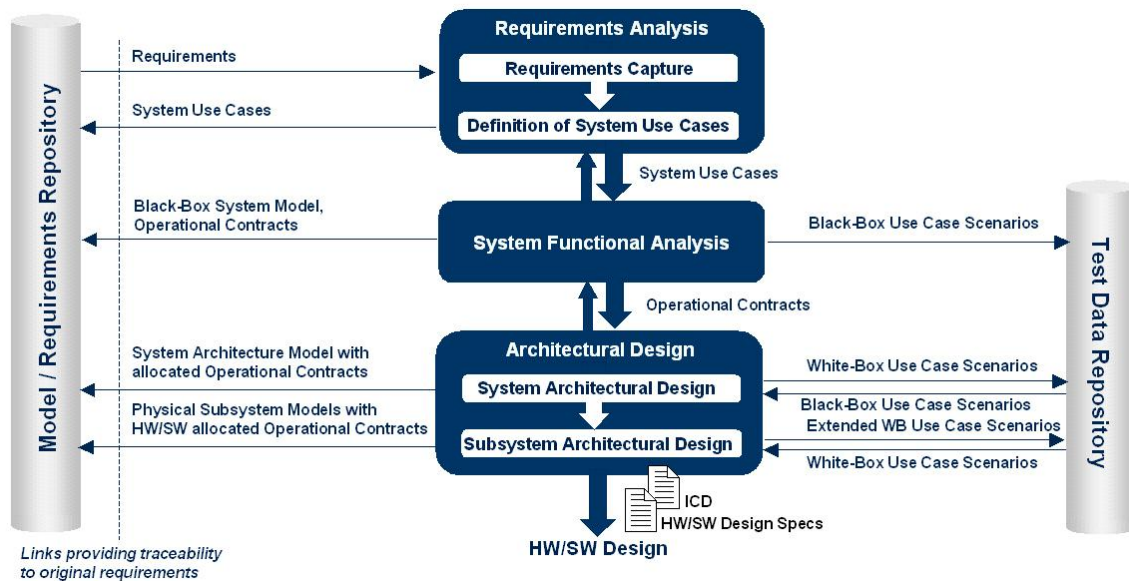 Requirements Analysis
Requirements Capture
Definition of System Use Cases
Requirements
System Use Cases
System Use Cases
Model / Requirements Repository
Black-Box System Model,
Operational Contracts
System Functional Analysis
Black-Box Use Case Scenarios
Test Data Repository
Operational Contracts
Architectural Design
System Architectural Design
Subsystem Architectural Design
System Architecture Model with
allocated Operational Contracts
Physical Subsystem Models with
HW/SW allocated Operational Contracts
White-Box Use Case Scenarios
Black-Box Use Case Scenarios
Extended WB Use Case Scenarios
White-Box Use Case Scenarios
ICD
HW/SW Design Specs
HW/SW Design
Links providing traceability
to original requirements